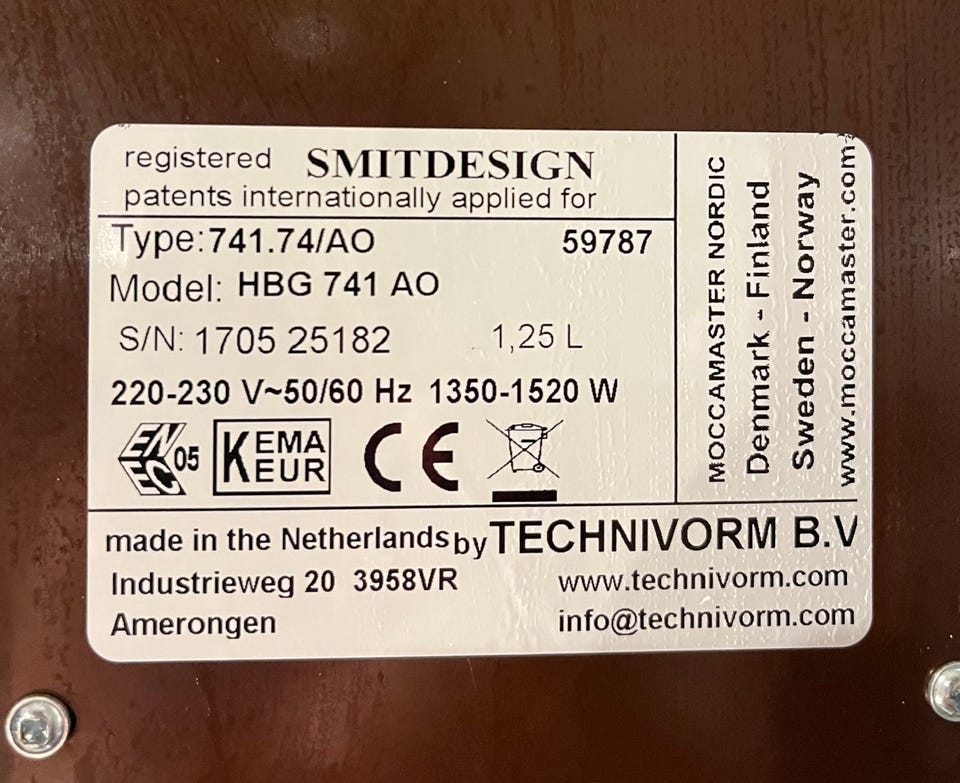 registered SMITDESIGN
patents internationally applied for
Type: 741.74/AO 59787
Model: HBG 741 AO
S/N: 1705 25182 1,25 L
220-230 V~50/60 Hz 1350-1520 W
EN EC 05 KEMA KEUR CE
MOCCAMASTER NORDIC
Denmark - Finland
Sweden - Norway
www.moccamaster.com
made in the Netherlands by TECHNIVORM B.V
Industrieweg 20 3958VR www.technivorm.com
Amerongen info@technivorm.com